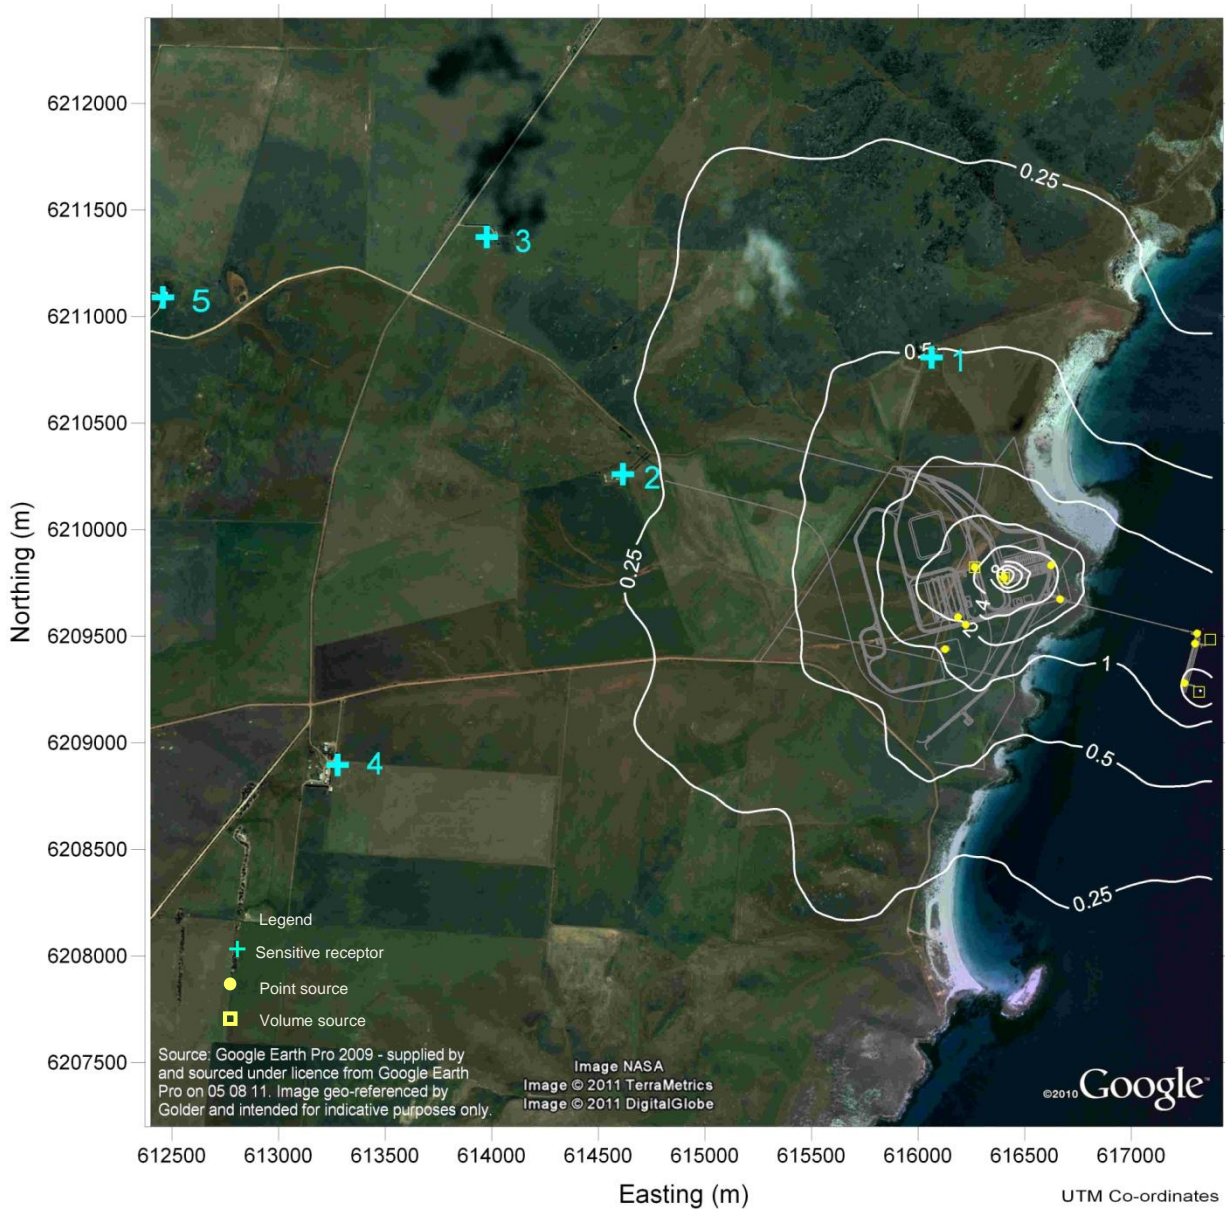 6212000
6211500
6211000
6210500
6210000
6209500
6209000
6208500
6208000
6207500
Northing (m)
612500
613000
613500
614000
614500
615000
615500
616000
616500
617000
Easting (m)
UTM Co-ordinates
0.25
3
5
0.5
1
2
0.25
8
4
2
1
0.5
4
0.25
Legend
Sensitive receptor
Point source
Volume source
Source: Google Earth Pro 2009 - supplied by
and sourced under licence from Google Earth
Pro on 05 08 11. Image geo-referenced by
Golder and intended for indicative purposes only.
Image NASA
Image © 2011 TerraMetrics
Image © 2011 DigitalGlobe
©2010 Google™